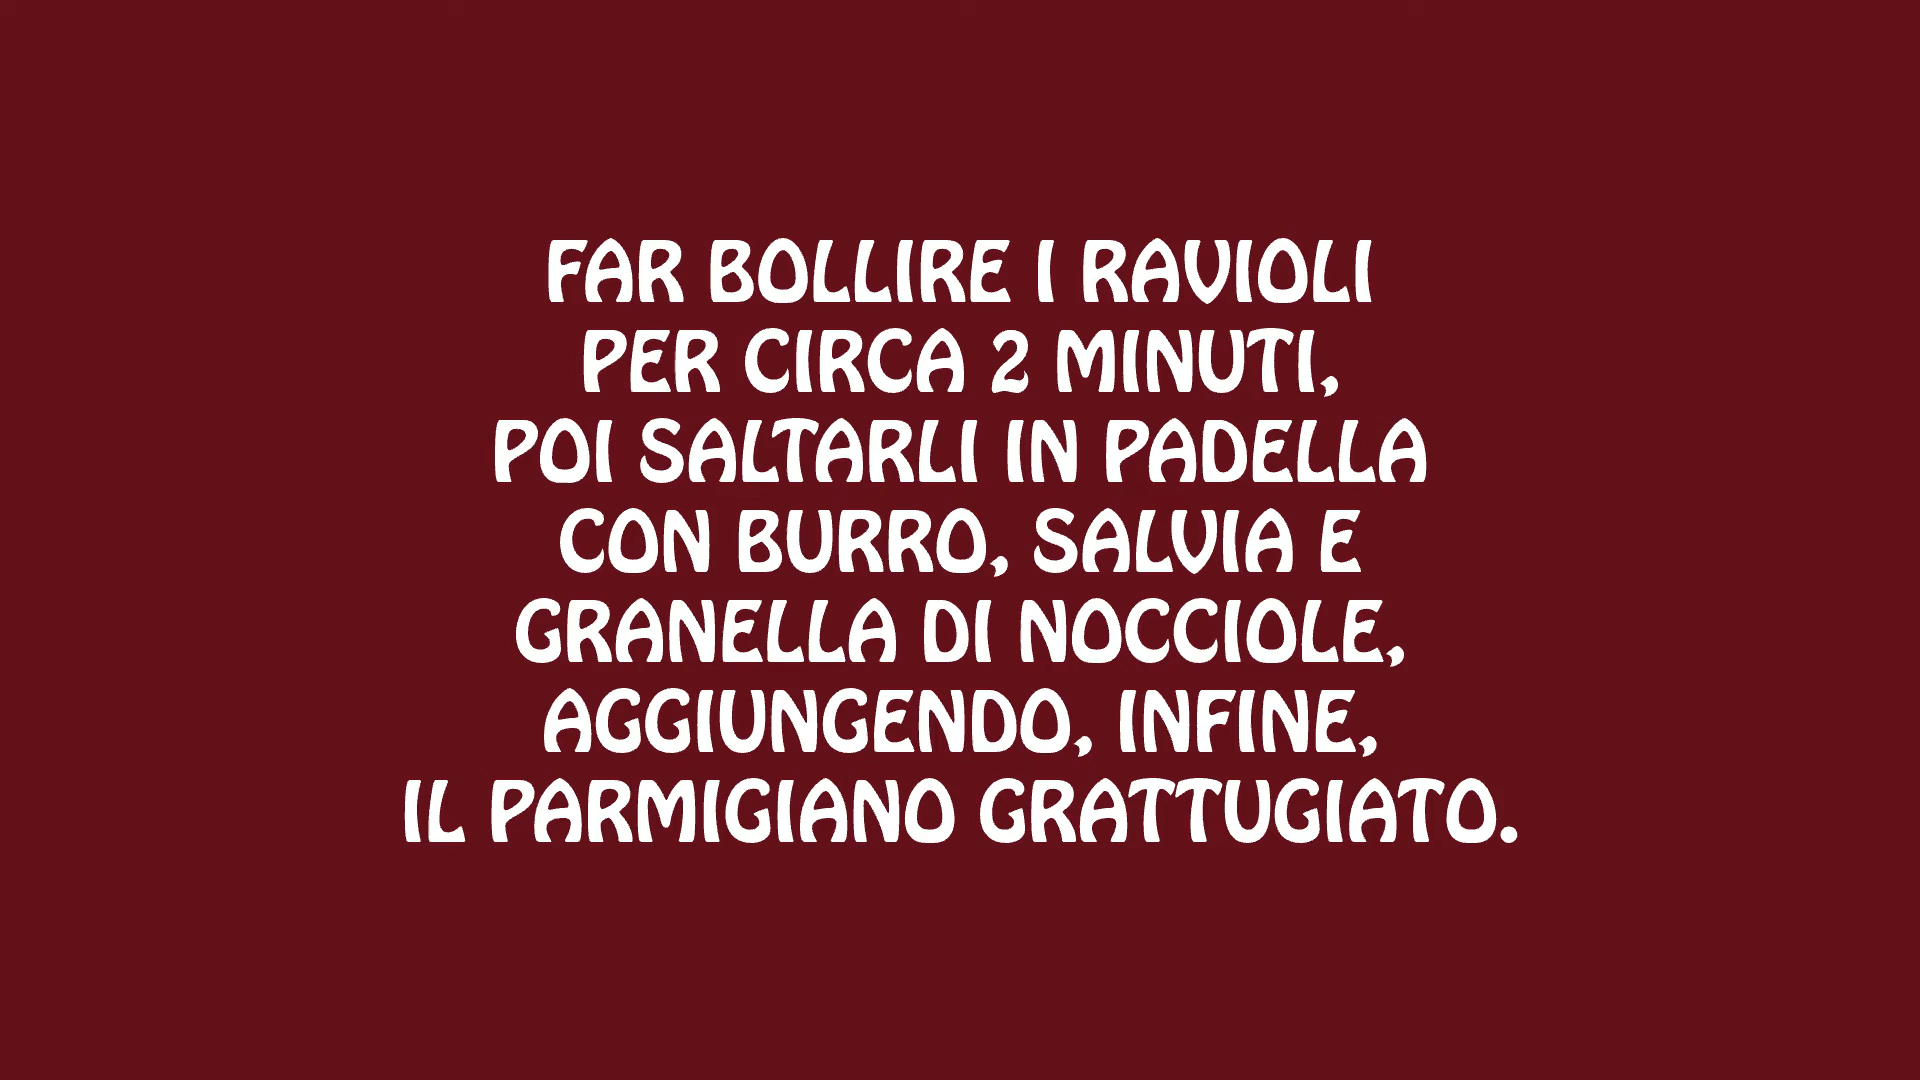 FAR BOLLIRE I RAVIOLI
PER CIRCA 2 MINUTI,
POI SALTARLI IN PADELLA
CON BURRO, SALVIA E
GRANELLA DI NOCCIOLE,
AGGIUNGENDO, INFINE,
IL PARMIGIANO GRATTUGIATO.